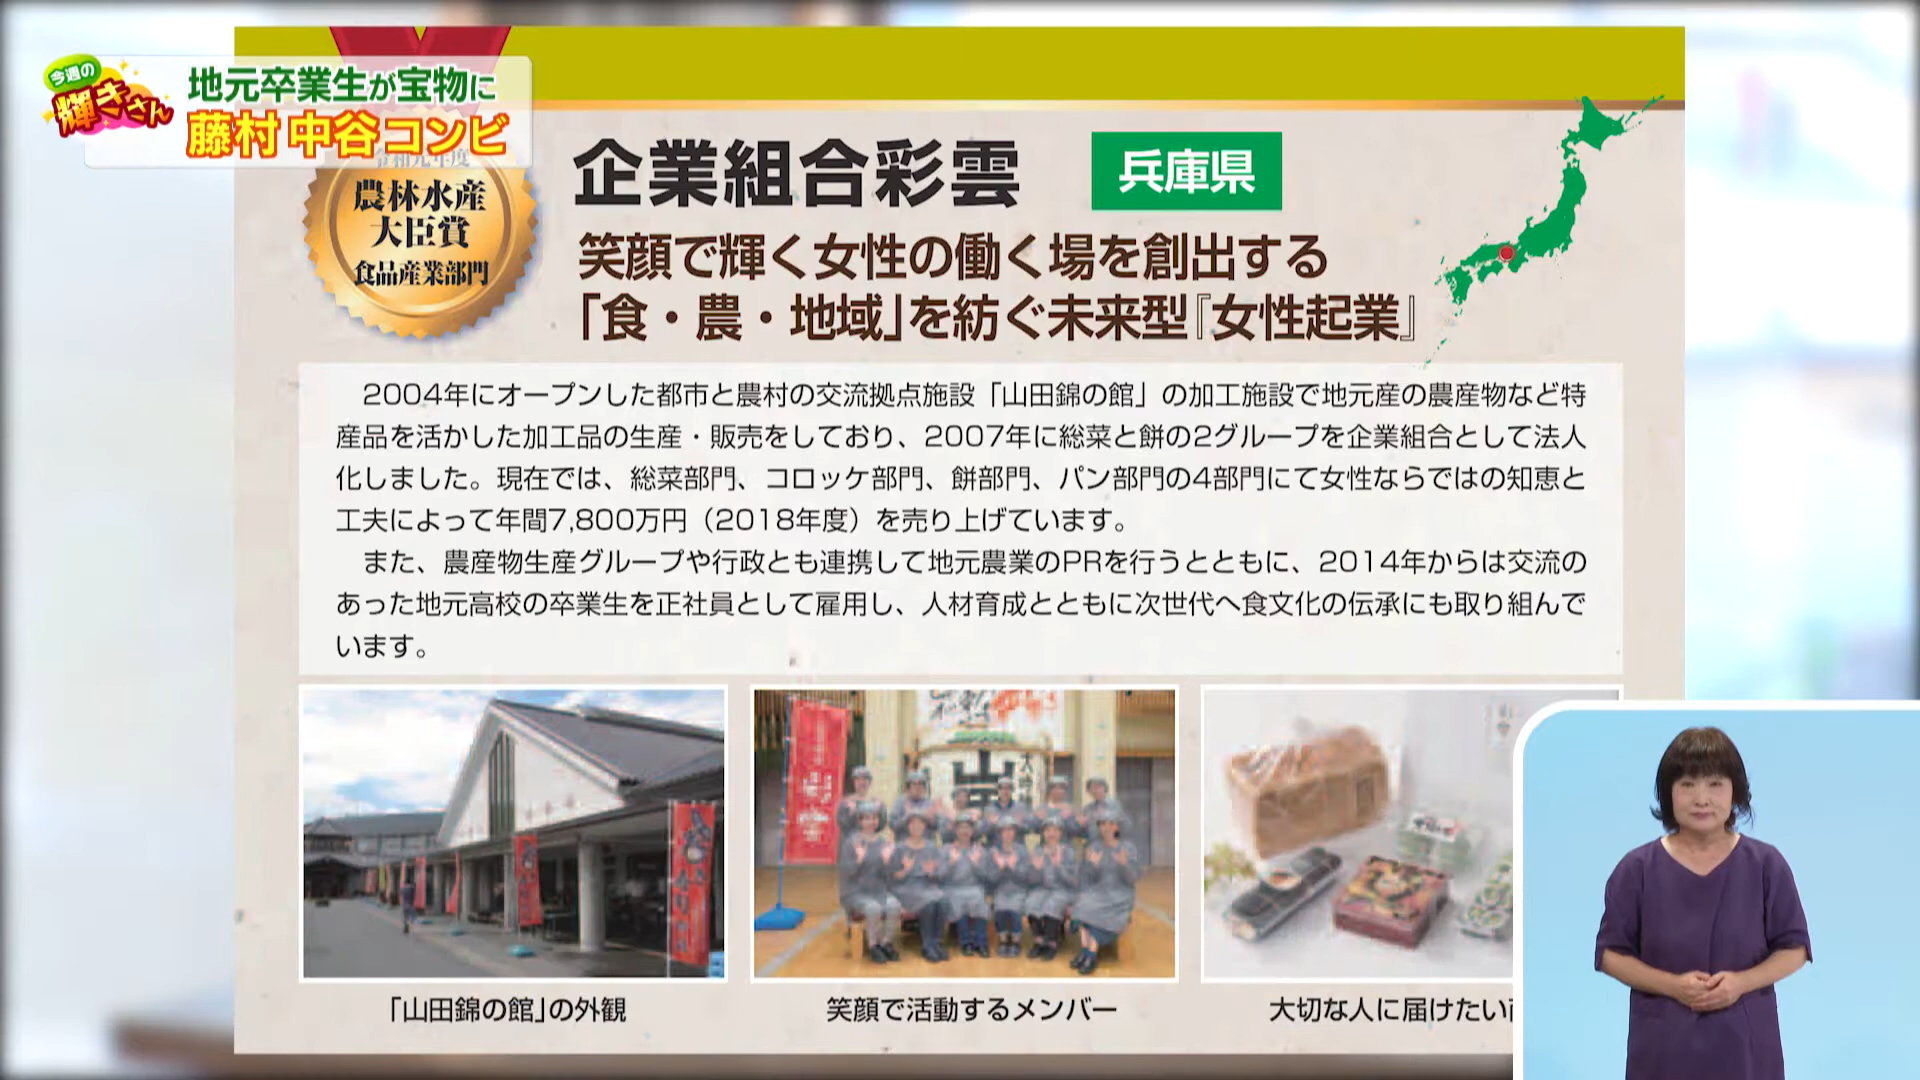 今週の
輝きさん
地元卒業生が宝物に
藤村 中谷コンビ
令和元年度
農林水産
大臣賞
食品産業部門
企業組合彩雲
兵庫県
笑顔で輝く女性の働く場を創出する
「食・農・地域」を紡ぐ未来型『女性起業』
2004年にオープンした都市と農村の交流拠点施設「山田錦の館」の加工施設で地元産の農産物など特
産品を活かした加工品の生産・販売をしており、2007年に総菜と餅の2グループを企業組合として法人
化しました。現在では、総菜部門、コロッケ部門、餅部門、パン部門の4部門にて女性ならではの知恵と
工夫によって年間7,800万円（2018年度）を売り上げています。
また、農産物生産グループや行政とも連携して地元農業のPRを行うとともに、2014年からは交流の
あった地元高校の卒業生を正社員として雇用し、人材育成とともに次世代へ食文化の伝承にも取り組んで
います。
「山田錦の館」の外観
笑顔で活動するメンバー
大切な人に届けたい